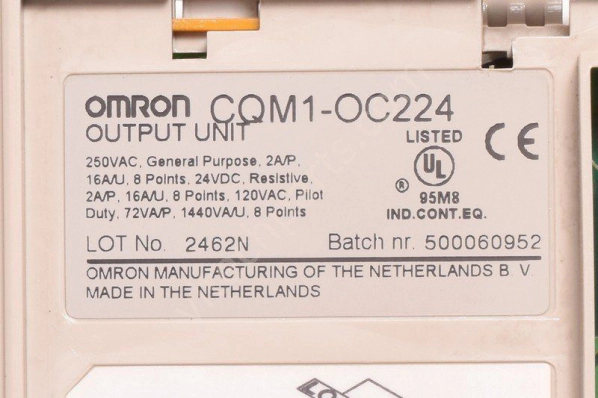 OMRON CQM1-OC224
OUTPUT UNIT
250VAC, General Purpose, 2A/P,
16A/U, 8 Points, 24VDC, Resistive,
2A/P, 16A/U, 8 Points, 120VAC, Pilot
Duty, 72VA/P, 1440VA/U, 8 Points
LISTED
UL
®
95M8
IND.CONT.EQ.
CE
LOT No. 2462N Batch nr. 500060952
OMRON MANUFACTURING OF THE NETHERLANDS B. V.
MADE IN THE NETHERLANDS